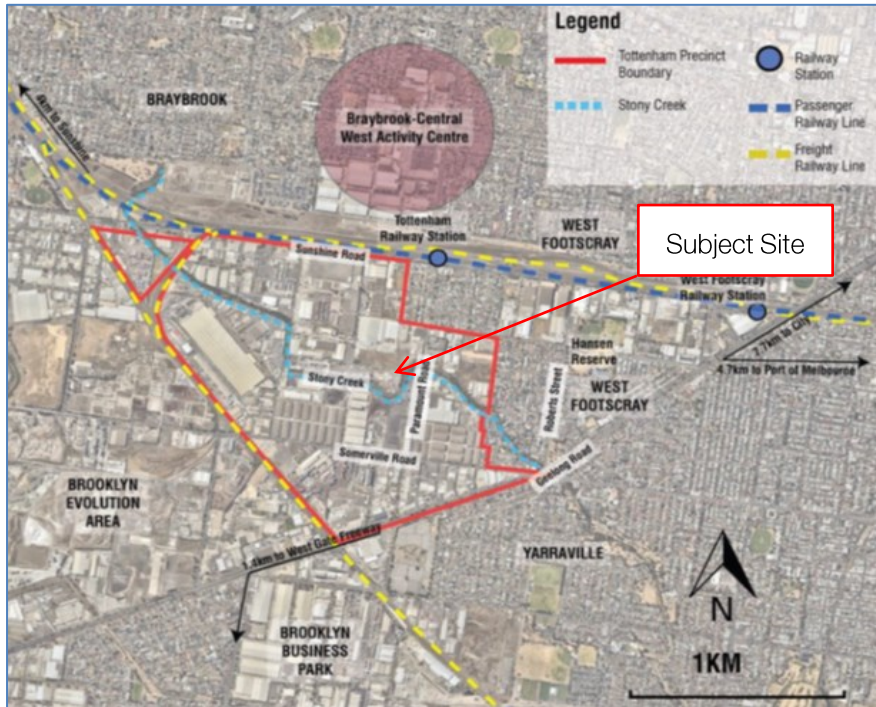 Legend
Tottenham Precinct
Boundary
Railway
Station
Stony Creek
Passenger
Railway Line
Freight
Railway Line
BRAYBROOK
Braybrook-Central
West Activity Centre
4km to Sunshine
Tottenham
Railway Station
WEST
FOOTSCRAY
Subject Site
Sunshine Road
West Footscray
Railway Station
7.7km to City
4.7km to Port of Melbourne
Hansen
Reserve
WEST
FOOTSCRAY
Stony Creek
Paramount Road
Roberts Street
Somerville Road
Geelong Road
BROOKLYN
EVOLUTION
AREA
1.4km to West Gate Freeway
YARRAVILLE
N
BROOKLYN
BUSINESS
PARK
1KM